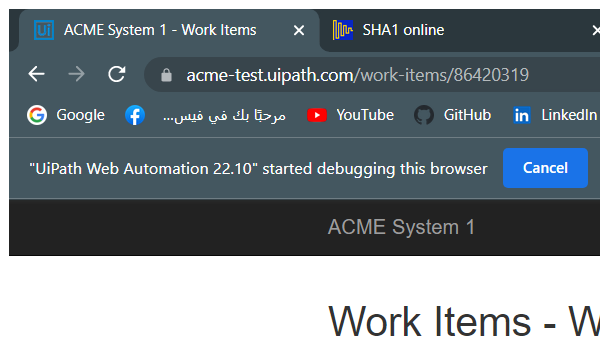 Ui ACME System 1 - Work Items SHA1 online
acme-test.uipath.com/work-items/86420319
Google مرحبًا بك في فيس... YouTube GitHub LinkedIn
"UiPath Web Automation 22.10" started debugging this browser Cancel
ACME System 1
Work Items - W